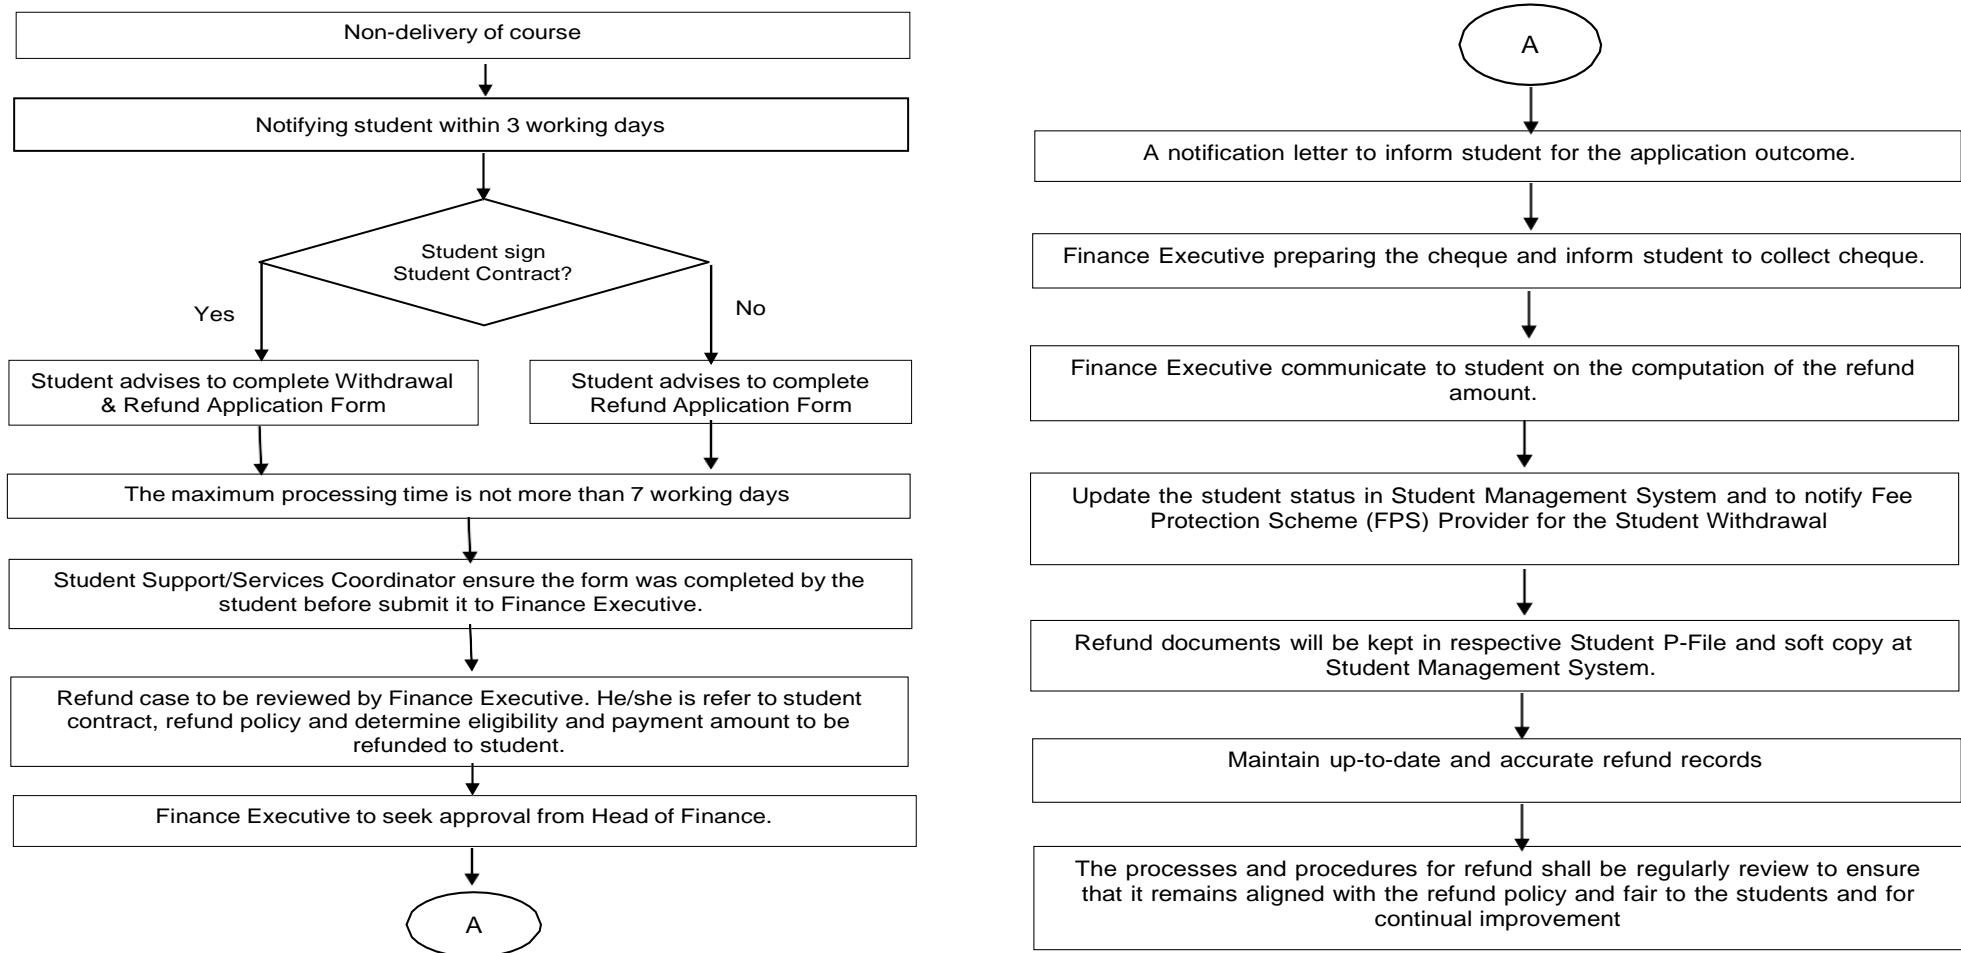 Non-delivery of course
Notifying student within 3 working days
Student sign
Student Contract?
Yes
No
Student advises to complete Withdrawal
& Refund Application Form
Student advises to complete
Refund Application Form
The maximum processing time is not more than 7 working days
Student Support/Services Coordinator ensure the form was completed by the
student before submit it to Finance Executive.
Refund case to be reviewed by Finance Executive. He/she is refer to student
contract, refund policy and determine eligibility and payment amount to be
refunded to student.
Finance Executive to seek approval from Head of Finance.
A
A
A notification letter to inform student for the application outcome.
Finance Executive preparing the cheque and inform student to collect cheque.
Finance Executive communicate to student on the computation of the refund
amount.
Update the student status in Student Management System and to notify Fee
Protection Scheme (FPS) Provider for the Student Withdrawal
Refund documents will be kept in respective Student P-File and soft copy at
Student Management System.
Maintain up-to-date and accurate refund records
The processes and procedures for refund shall be regularly review to ensure
that it remains aligned with the refund policy and fair to the students and for
continual improvement